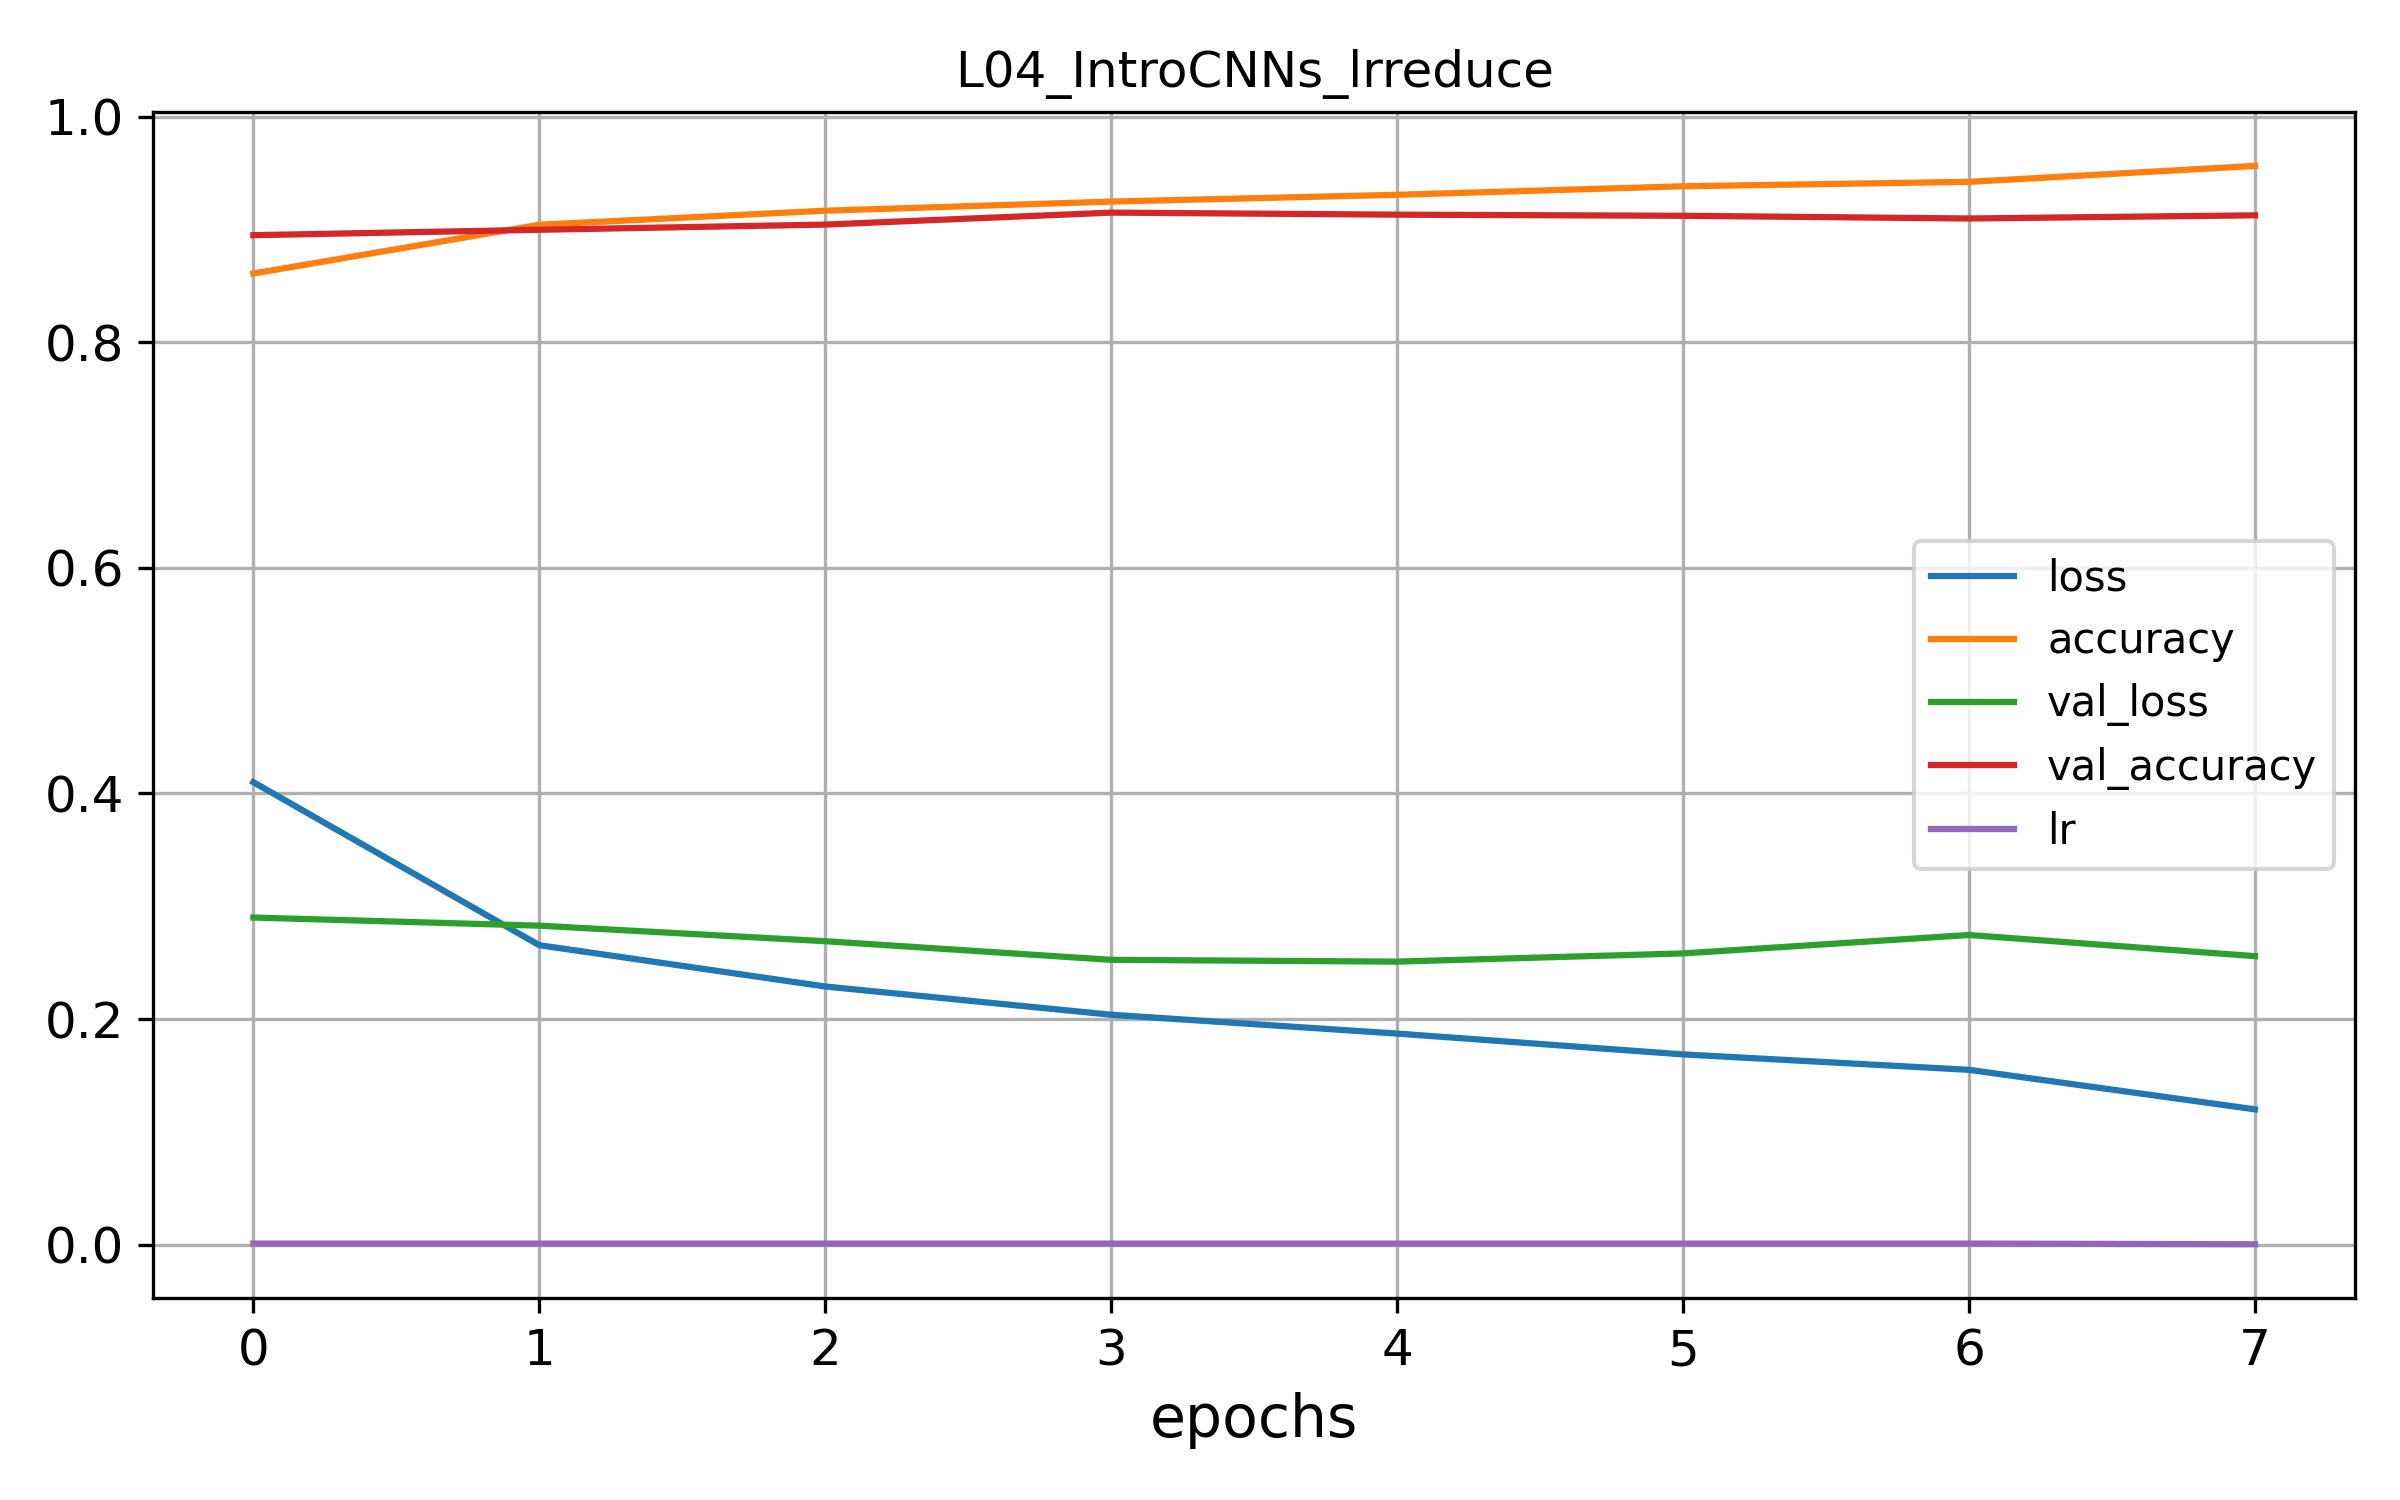 L04_IntroCNNs_lrreduce
1.0
0.8
0.6
0.4
0.2
0.0
loss
accuracy
val_loss
val_accuracy
lr
0 1 2 3 4 5 6 7
epochs